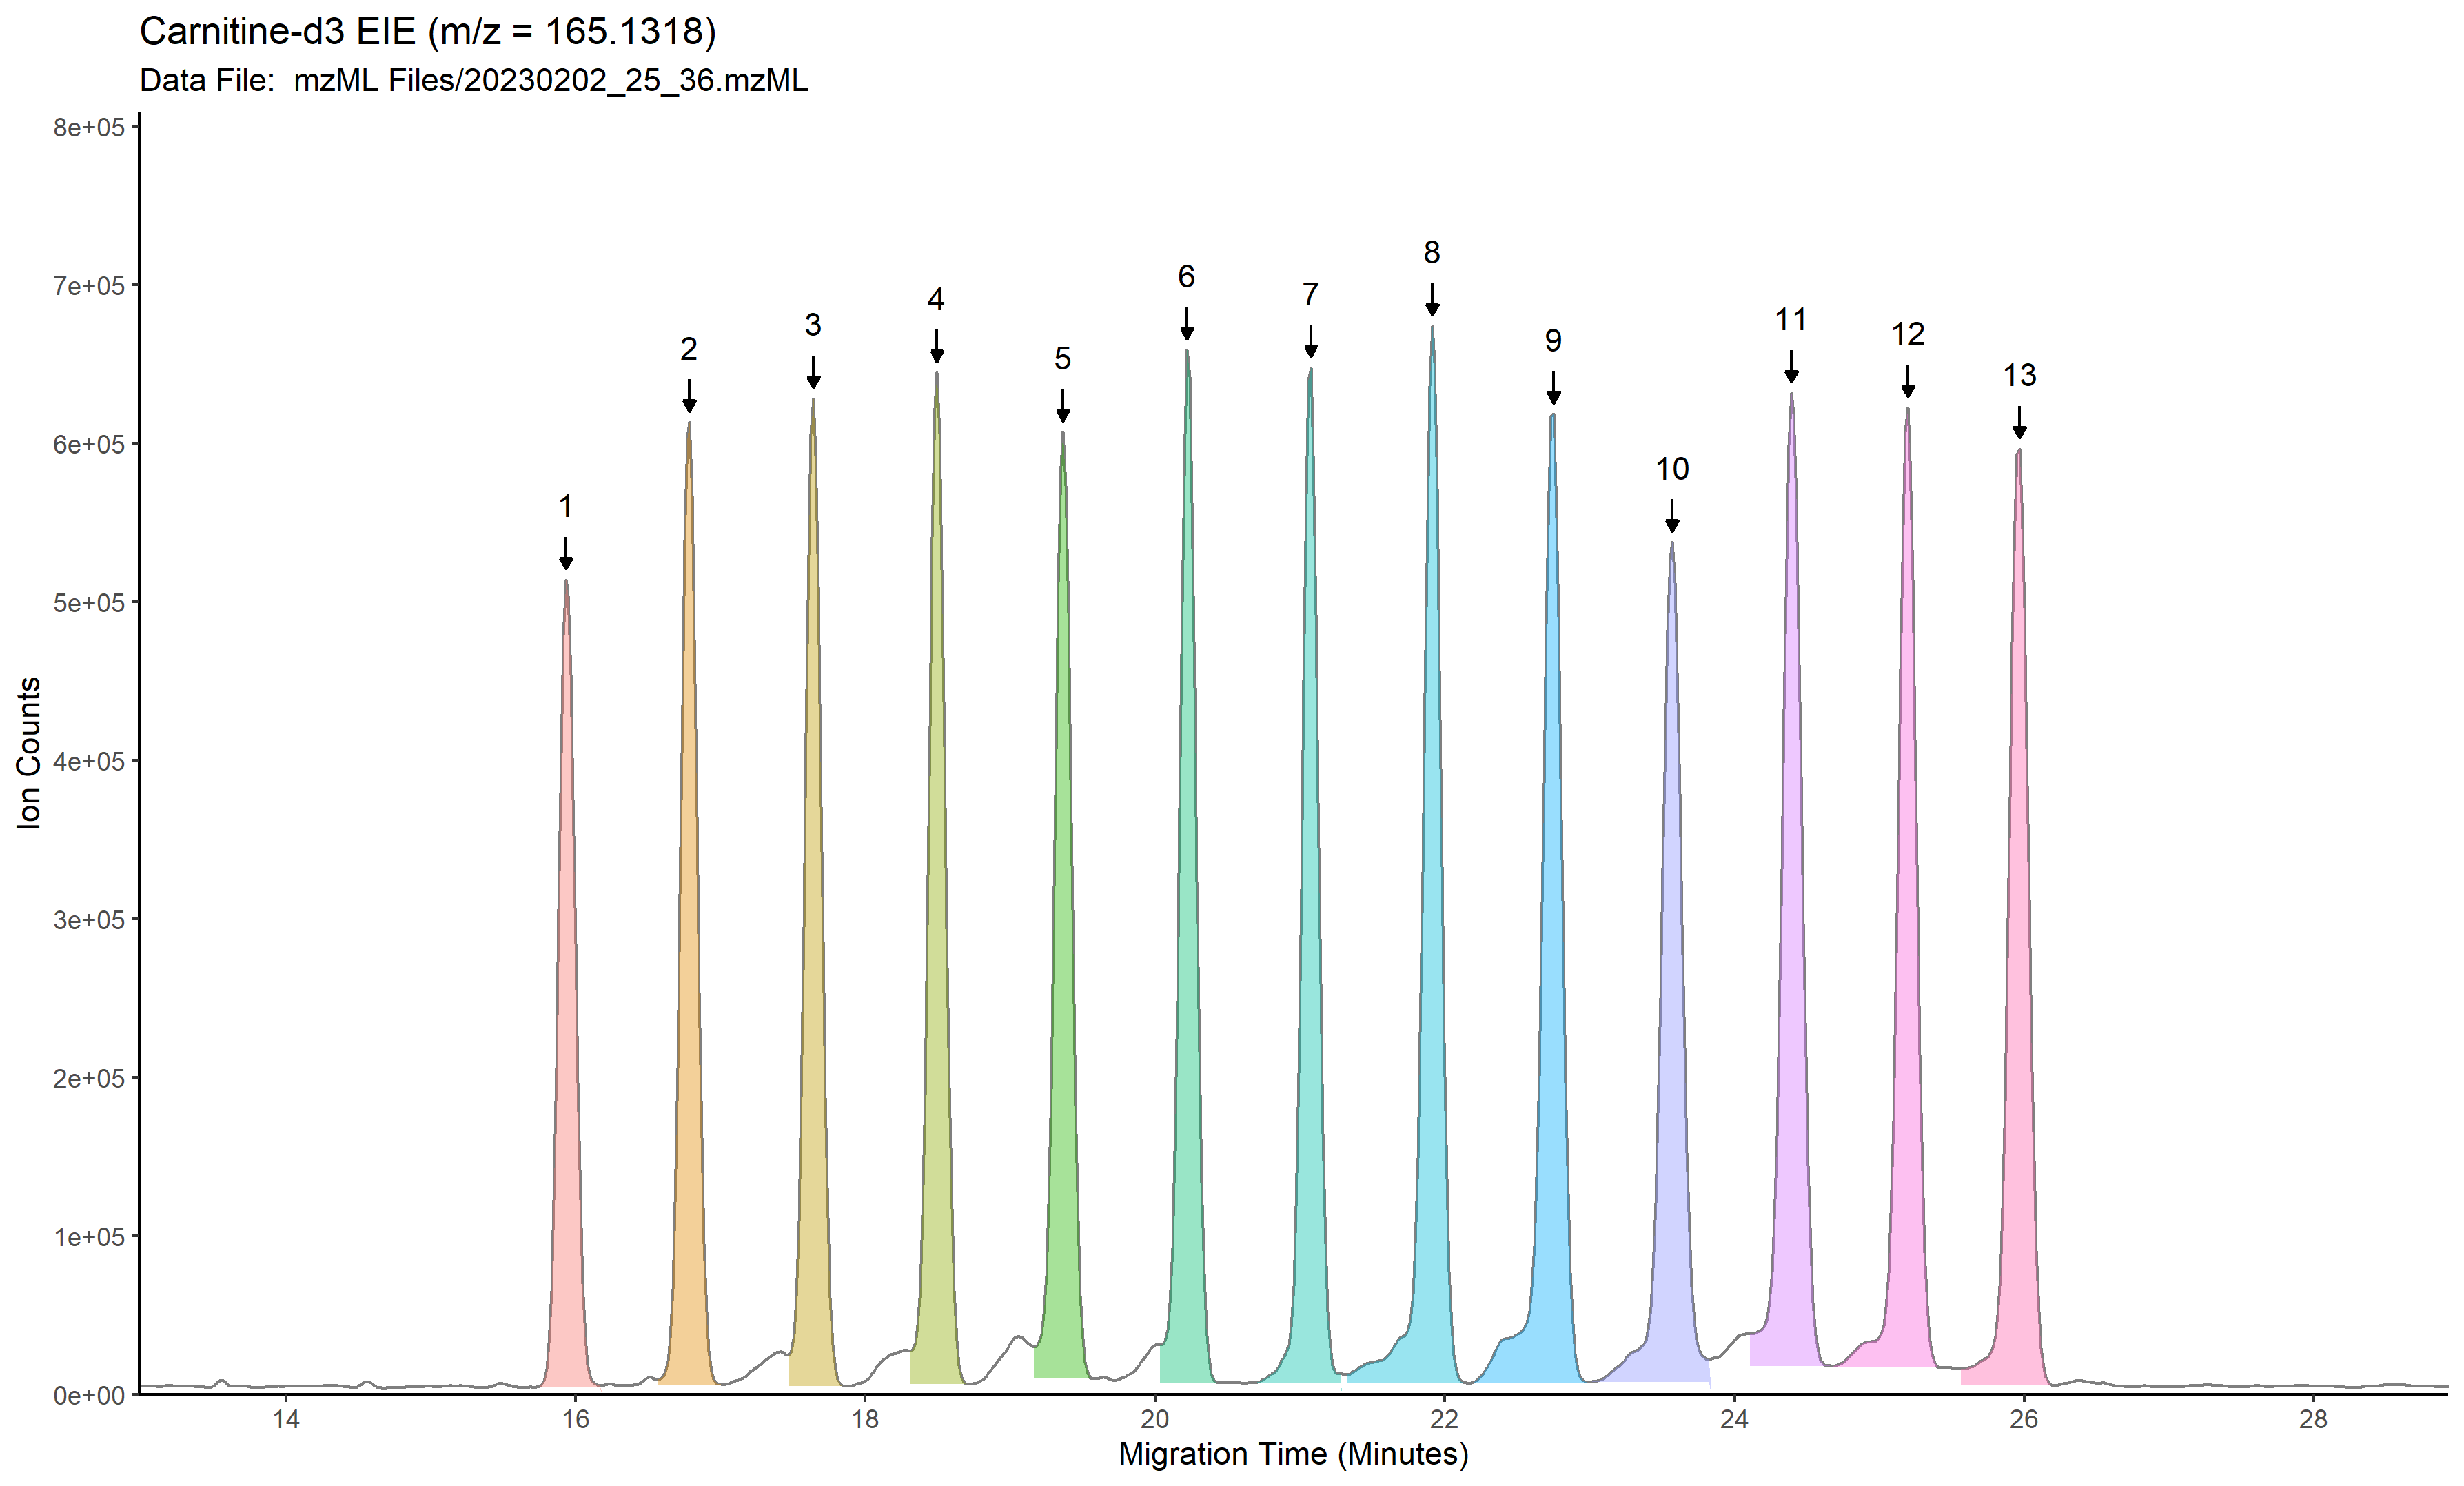 Carnitine-d3 EIE (m/z = 165.1318)
Data File:  mzML Files/20230202_25_36.mzML
8e+05
7e+05
6e+05
5e+05
4e+05
3e+05
2e+05
1e+05
0e+00
Ion Counts
1
2
3
4
5
6
7
8
9
10
11
12
13
14
16
18
20
22
24
26
28
Migration Time (Minutes)